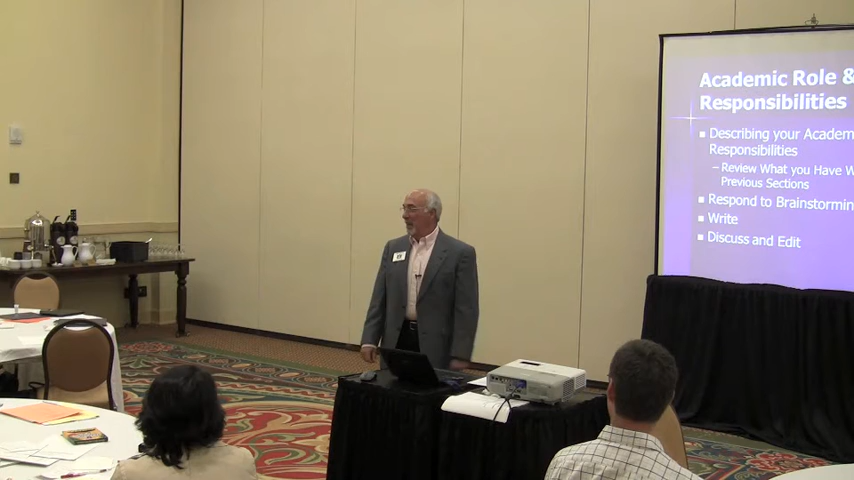 Academic Role &
Responsibilities
Describing your Academ
Responsibilities
– Review What you Have W
Previous Sections
Respond to Brainstormin
Write
Discuss and Edit